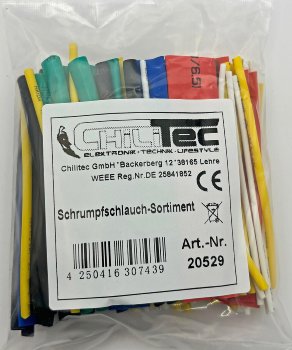 CHILITEC
ELEKTRONIK - TECHNIK - LIFESTYLE
Chilitec GmbH *Backerberg 12*38165 Lehre
WEEE Reg.Nr.DE 25841852
CE
Schrumpfschlauch-Sortiment
Art.-Nr.
20529
4 250416 307439